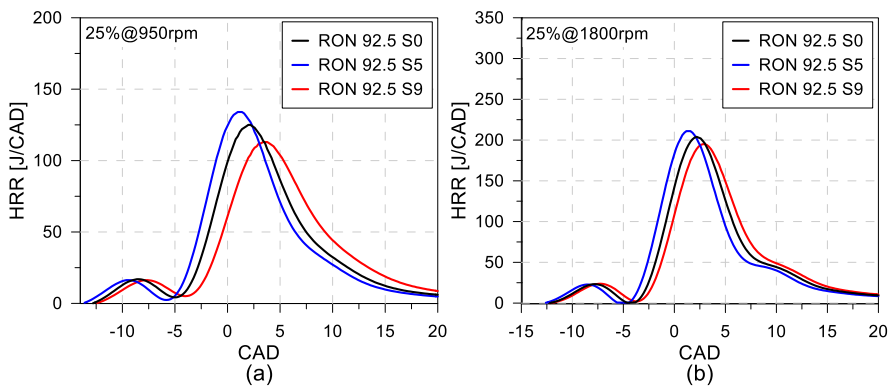 25%@950rpm
RON 92.5 S0
RON 92.5 S5
RON 92.5 S9
HRR [J/CAD]
200
150
100
50
0
-10 -5 0 5 10 15 20
CAD
(a)
25%@1800rpm
RON 92.5 S0
RON 92.5 S5
RON 92.5 S9
HRR [J/CAD]
350
300
250
200
150
100
50
0
-15 -10 -5 0 5 10 15 20
CAD
(b)